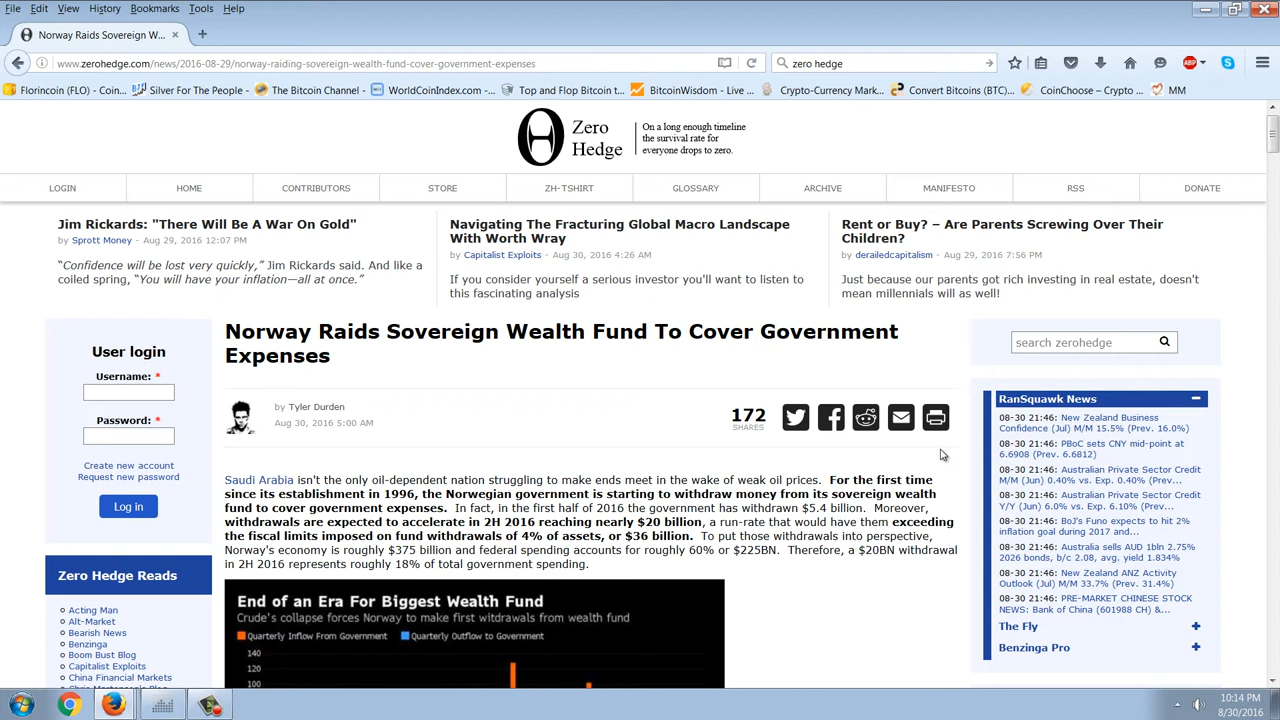 File Edit View History Bookmarks Tools Help
Norway Raids Sovereign W...
www.zerohedge.com/news/2016-08-29/norway-raiding-sovereign-wealth-fund-cover-government-expenses
zero hedge
Florincoin (FLO) - Coin...
Silver For The People - ...
The Bitcoin Channel - ...
WorldCoinIndex.com - ...
Top and Flop Bitcoin t...
BitcoinWisdom - Live ...
Crypto-Currency Mark...
Convert Bitcoins (BTC)...
CoinChoose – Crypto ...
MM
ABP
Zero
Hedge
On a long enough timeline
the survival rate for
everyone drops to zero.
LOGIN HOME CONTRIBUTORS STORE ZH-TSHIRT GLOSSARY ARCHIVE MANIFESTO RSS DONATE
Jim Rickards: "There Will Be A War On Gold"
by Sprott Money - Aug 29, 2016 12:07 PM
“Confidence will be lost very quickly,” Jim Rickards said. And like a
coiled spring, “You will have your inflation—all at once.”
Navigating The Fracturing Global Macro Landscape
With Worth Wray
by Capitalist Exploits - Aug 30, 2016 4:26 AM
If you consider yourself a serious investor you'll want to listen to
this fascinating analysis
Rent or Buy? – Are Parents Screwing Over Their
Children?
by derailedcapitalism - Aug 29, 2016 7:56 PM
Just because our parents got rich investing in real estate, doesn't
mean millennials will as well!
User login
Username: *
Password: *
Create new account
Request new password
Log in
Zero Hedge Reads
Acting Man
Alt-Market
Bearish News
Benzinga
Boom Bust Blog
Capitalist Exploits
China Financial Markets
Norway Raids Sovereign Wealth Fund To Cover Government
Expenses
by Tyler Durden
Aug 30, 2016 5:00 AM
172
SHARES
Saudi Arabia isn't the only oil-dependent nation struggling to make ends meet in the wake of weak oil prices. For the first time
since its establishment in 1996, the Norwegian government is starting to withdraw money from its sovereign wealth
fund to cover government expenses. In fact, in the first half of 2016 the government has withdrawn $5.4 billion. Moreover,
withdrawals are expected to accelerate in 2H 2016 reaching nearly $20 billion, a run-rate that would have them exceeding
the fiscal limits imposed on fund withdrawals of 4% of assets, or $36 billion. To put those withdrawals into perspective,
Norway's economy is roughly $375 billion and federal spending accounts for roughly 60% or $225BN. Therefore, a $20BN withdrawal
in 2H 2016 represents roughly 18% of total government spending.
End of an Era For Biggest Wealth Fund
Crude's collapse forces Norway to make first witdrawals from wealth fund
Quarterly Inflow From Government Quarterly Outflow to Government
140
120
100
search zerohedge
RanSquawk News
08-30 21:46: New Zealand Business
Confidence (Jul) M/M 15.5% (Prev. 16.0%)
08-30 21:46: PBoC sets CNY mid-point at
6.6908 (Prev. 6.6812)
08-30 21:46: Australian Private Sector Credit
M/M (Jun) 0.40% vs. Exp. 0.40% (Prev...
08-30 21:46: Australian Private Sector Credit
Y/Y (Jun) 6.0% vs. Exp. 6.10% (Prev...
08-30 21:46: BoJ's Funo expects to hit 2%
inflation goal during 2017 and...
08-30 21:46: Australia sells AUD 1bln 2.75%
2026 bonds, b/c 2.08, avg. yield 1.834%
08-30 21:46: New Zealand ANZ Activity
Outlook (Jul) M/M 33.7% (Prev. 31.4%)
08-30 21:46: PRE-MARKET CHINESE STOCK
NEWS: Bank of China (601988 CH) &...
The Fly
Benzinga Pro
10:14 PM
8/30/2016